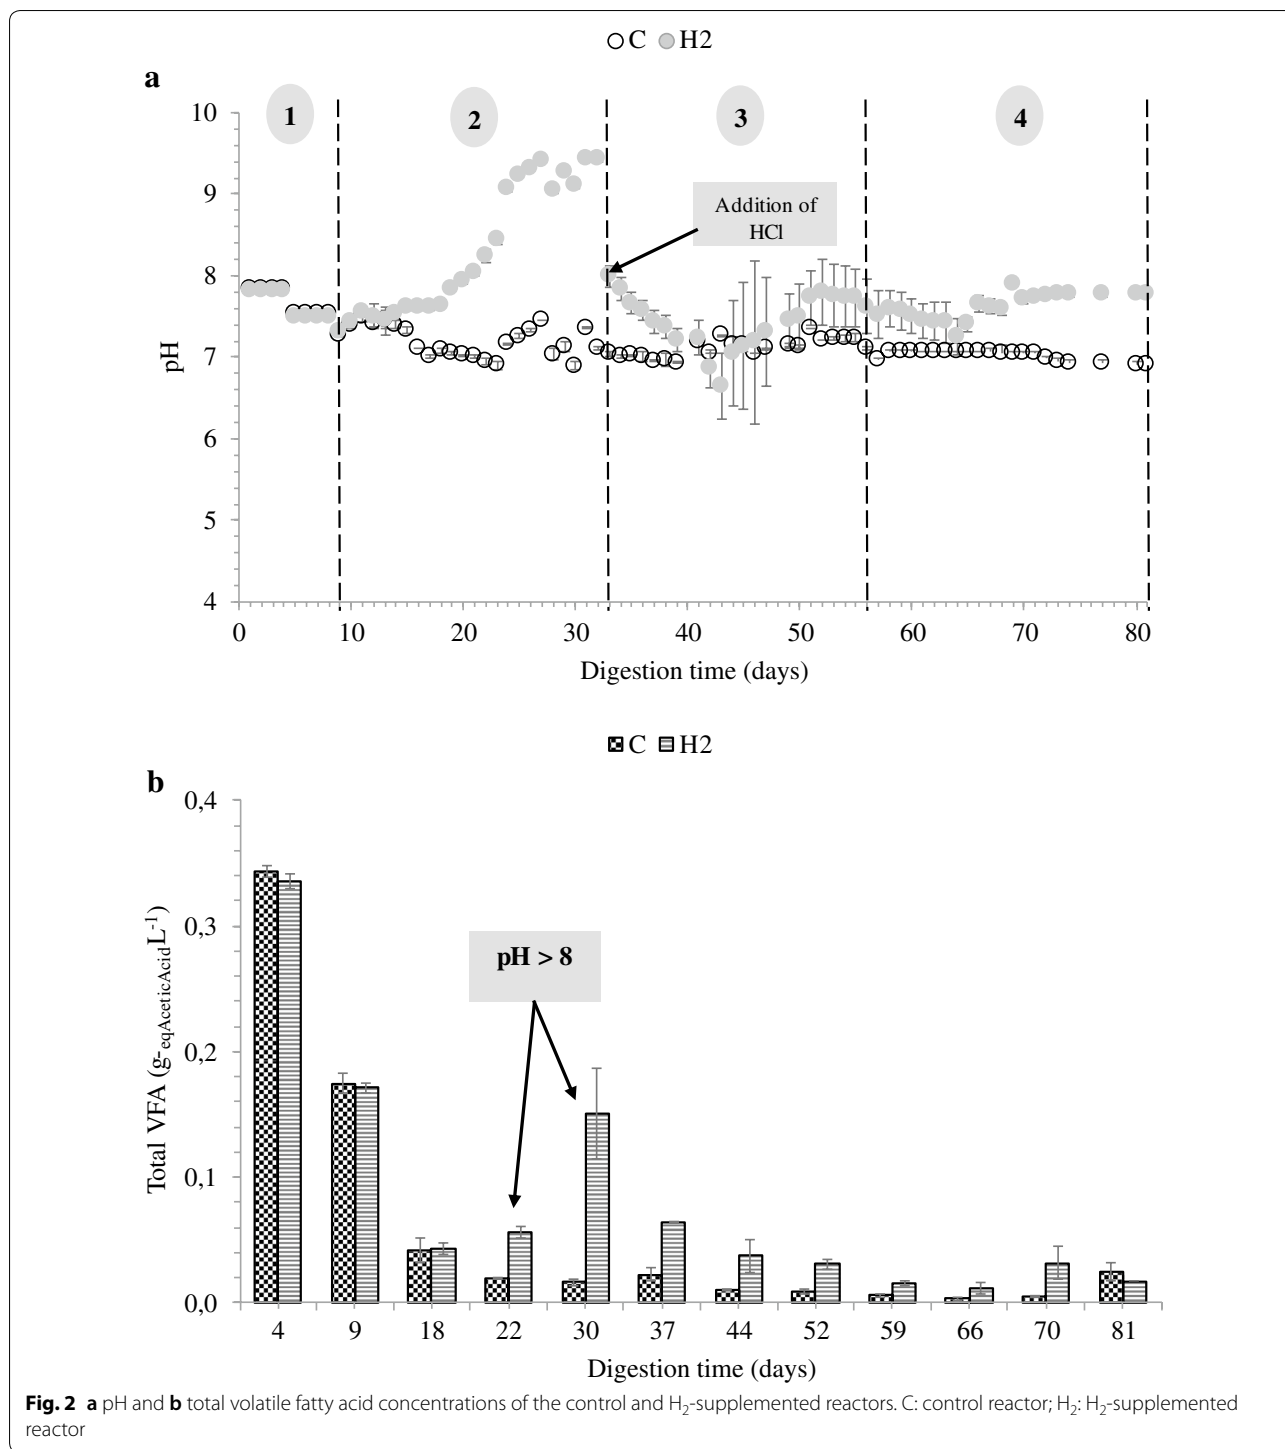 C H2
a
1 2 3 4
10
9
8
7
6
5
4
pH
Addition of
HCl
0 10 20 30 40 50 60 70 80
Digestion time (days)
C H2
b
0,4
0,3
0,2
0,1
0,0
Total VFA (g-eqAceticAcidL-1)
pH > 8
4 9 18 22 30 37 44 52 59 66 70 81
Digestion time (days)
Fig. 2 a pH and b total volatile fatty acid concentrations of the control and H2-supplemented reactors. C: control reactor; H2: H2-supplemented
reactor